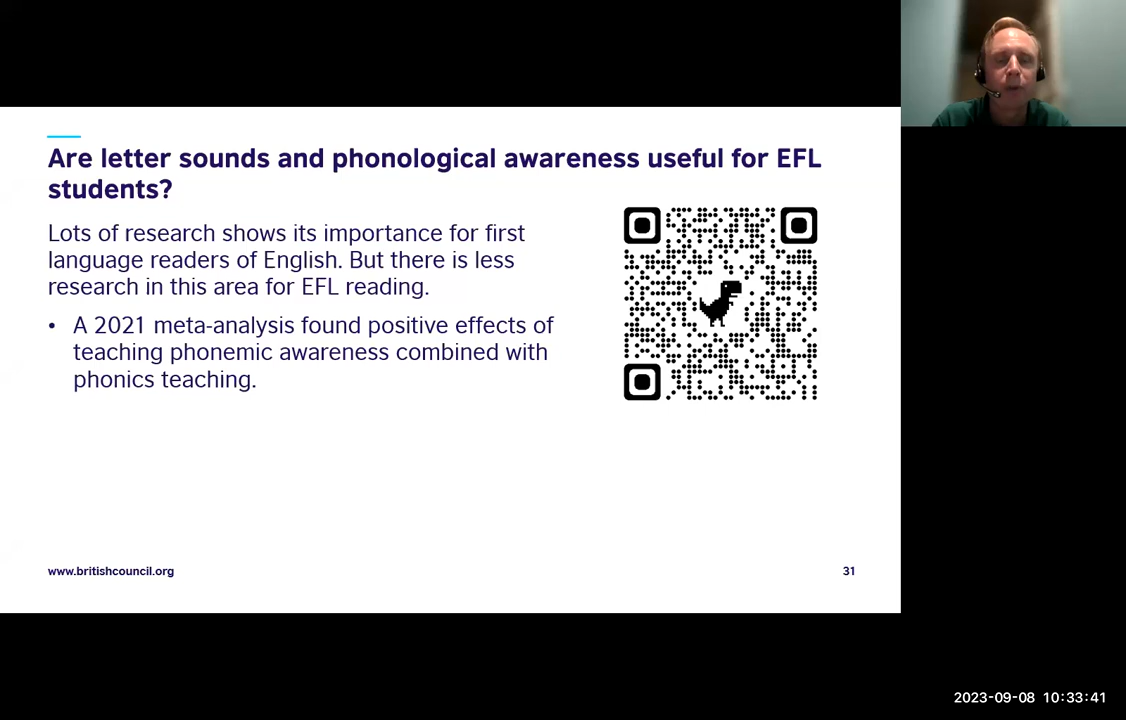 Are letter sounds and phonological awareness useful for EFL
students?
Lots of research shows its importance for first
language readers of English. But there is less
research in this area for EFL reading.
• A 2021 meta-analysis found positive effects of
teaching phonemic awareness combined with
phonics teaching.
www.britishcouncil.org
31
2023-09-08 10:33:41